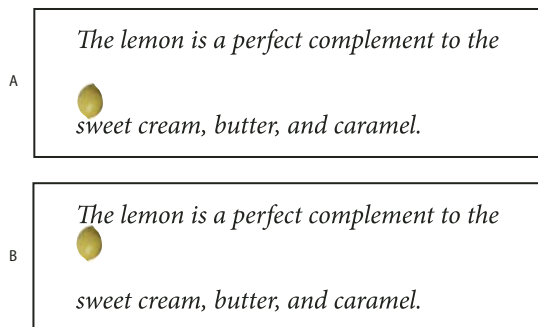 A
The lemon is a perfect complement to the
sweet cream, butter, and caramel.
B
The lemon is a perfect complement to the
sweet cream, butter, and caramel.